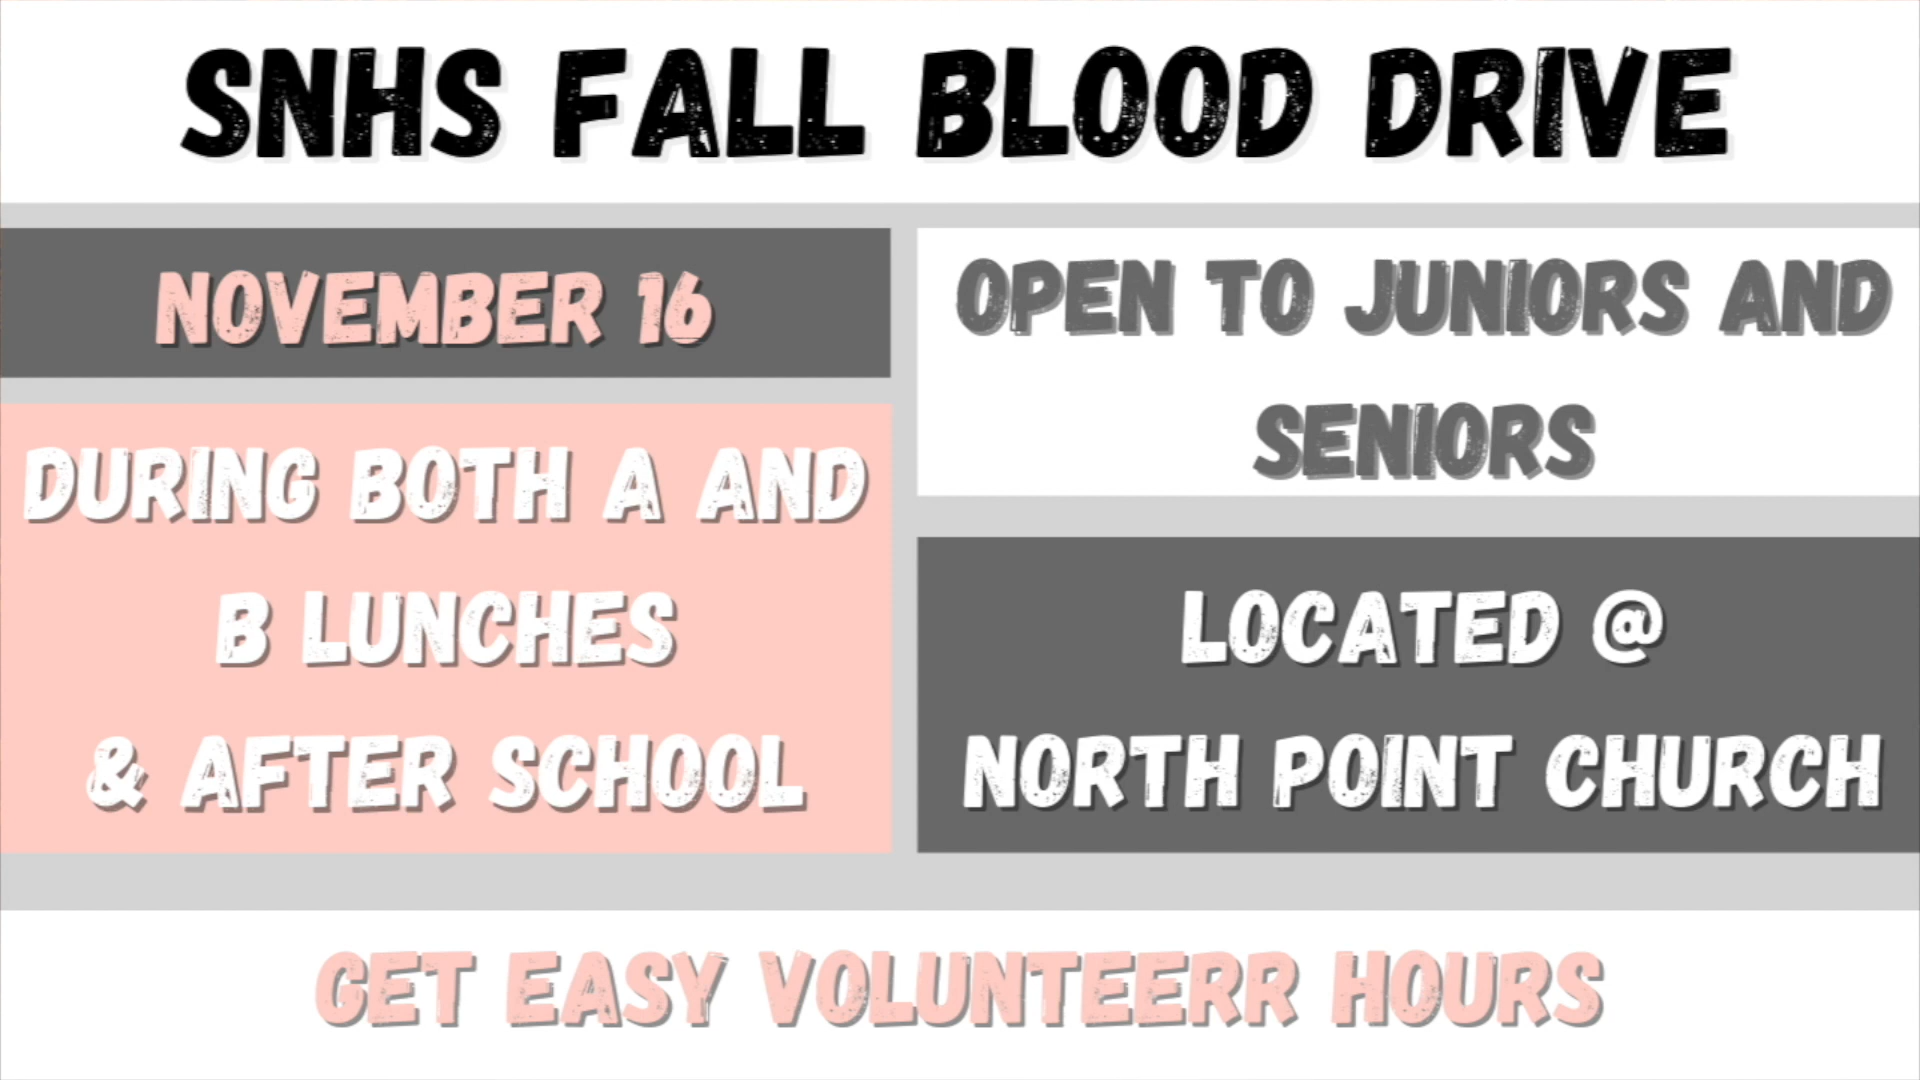 SNHS FALL BLOOD DRIVE
NOVEMBER 16
DURING BOTH A AND
B LUNCHES
& AFTER SCHOOL
OPEN TO JUNIORS AND
SENIORS
LOCATED @
NORTH POINT CHURCH
GET EASY VOLUNTEERR HOURS